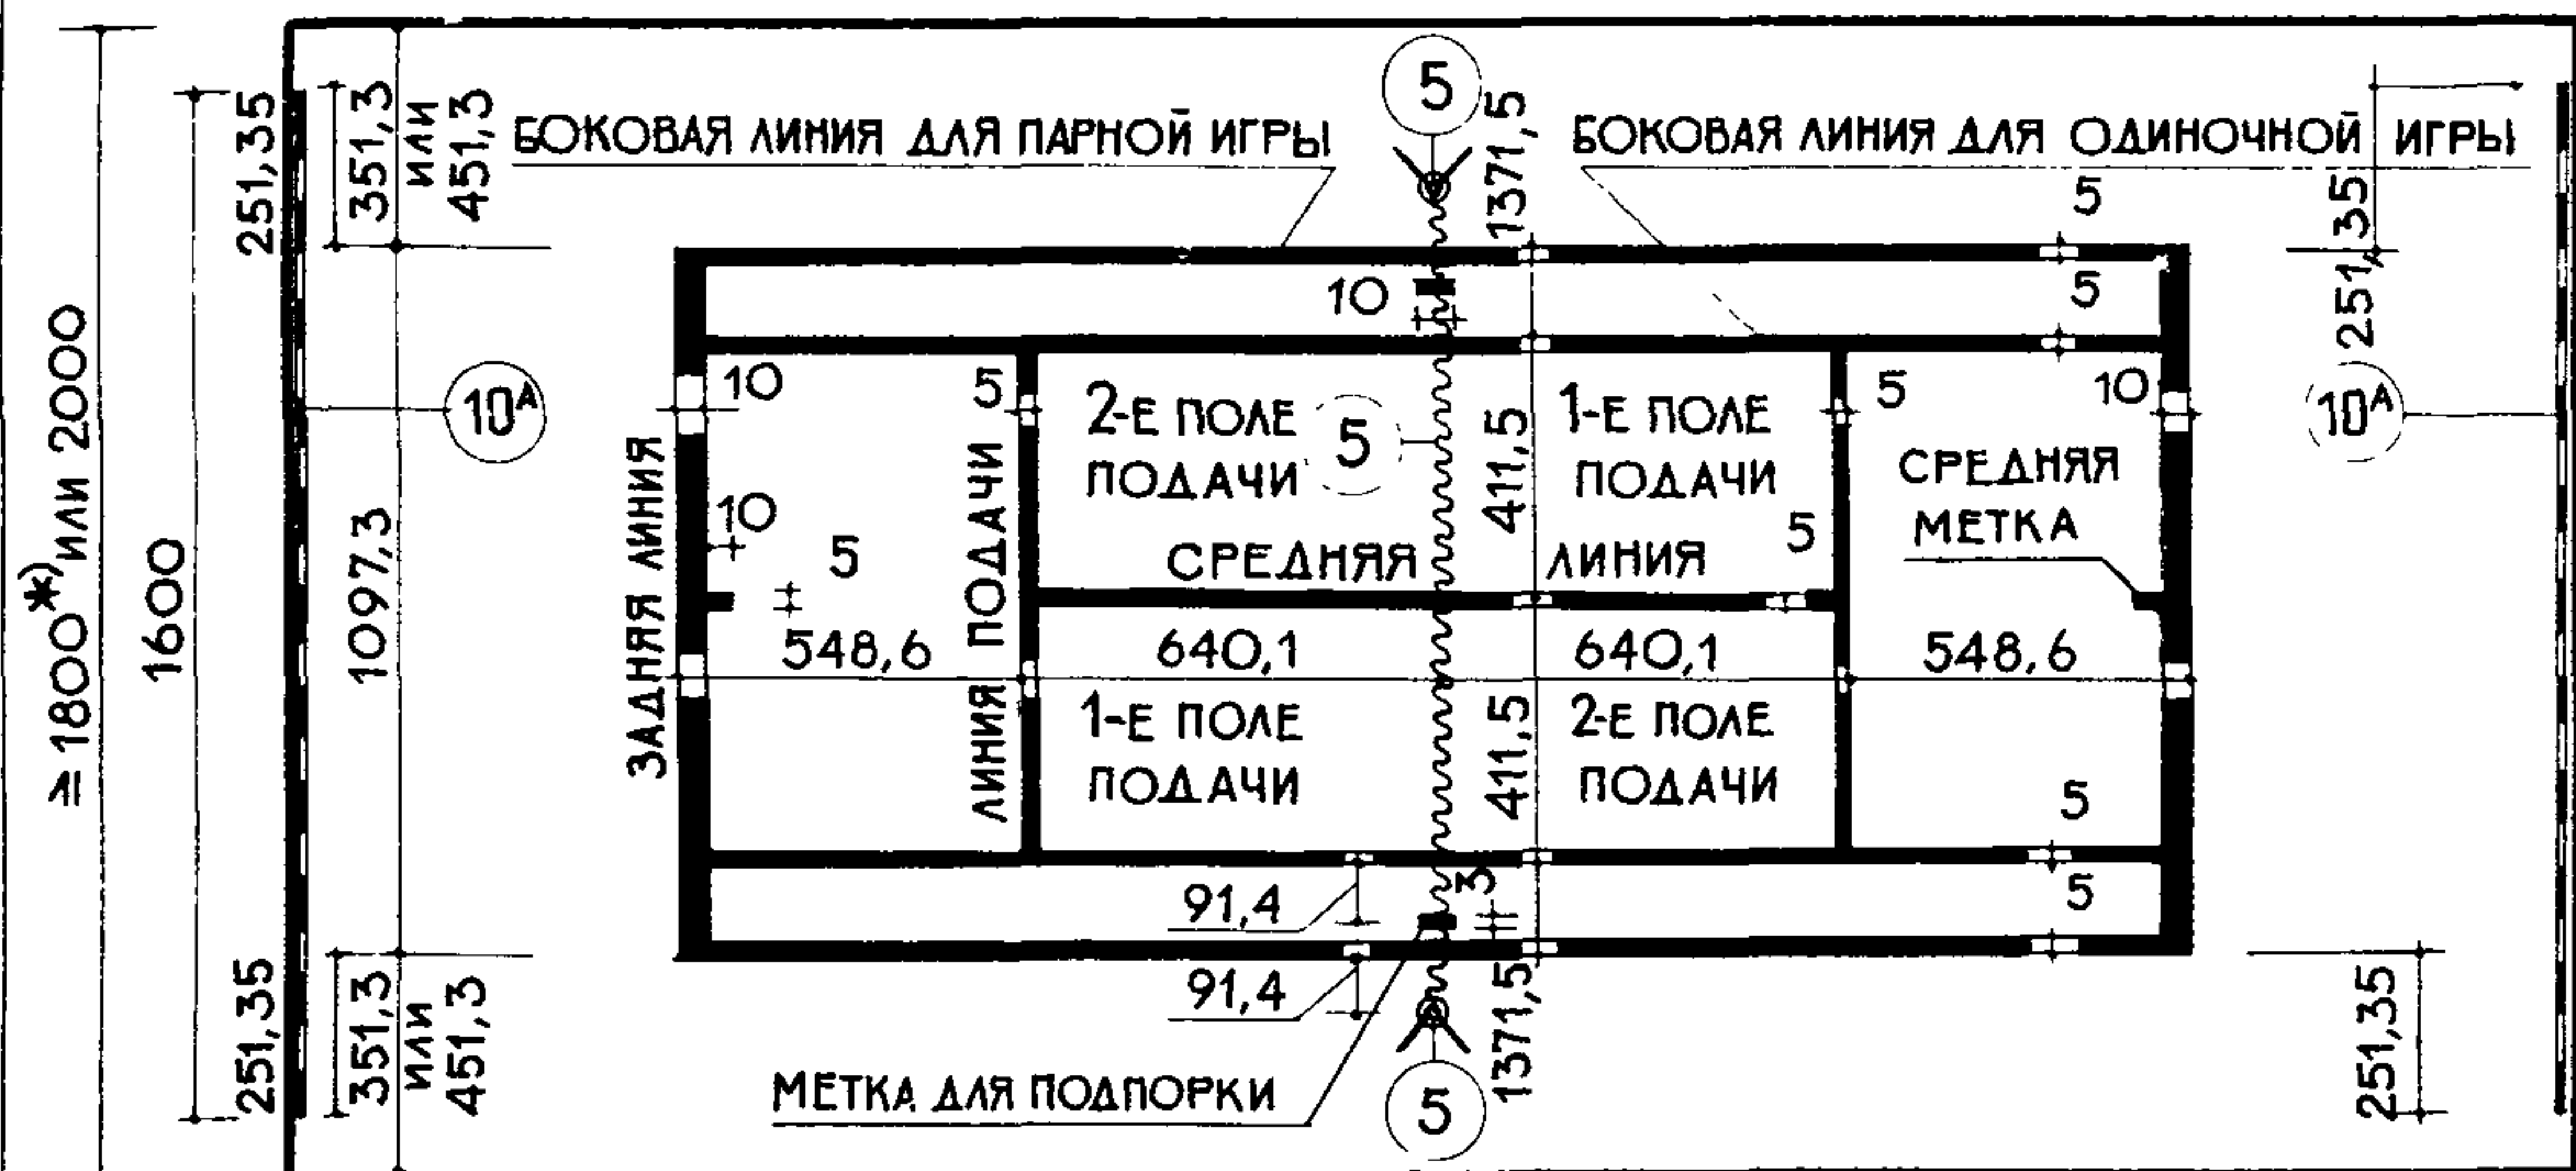 5
БОКОВАЯ ЛИНИЯ ДЛЯ ПАРНОЙ ИГРЫ
БОКОВАЯ ЛИНИЯ ДЛЯ ОДИНОЧНОЙ ИГРЫ
251,35
351,3
ИЛИ
451,3
1371,5
5
5
251,35
10
⩾1800*) ИЛИ 2000
1600
1097,3
10А
10
5
2-Е ПОЛЕ
ПОДАЧИ
5
411,5
1-Е ПОЛЕ
ПОДАЧИ
5
10
10А
СРЕДНЯЯ
МЕТКА
ЗАДНЯЯ ЛИНИЯ
10
5
ЛИНИЯ ПОДАЧИ
СРЕДНЯЯ ЛИНИЯ
5
548,6
640,1
640,1
548,6
1-Е ПОЛЕ
ПОДАЧИ
411,5
2-Е ПОЛЕ
ПОДАЧИ
5
91,4
3
5
91,4
251,35
351,3
ИЛИ
451,3
1371,5
251,35
МЕТКА ДЛЯ ПОДПОРКИ
5